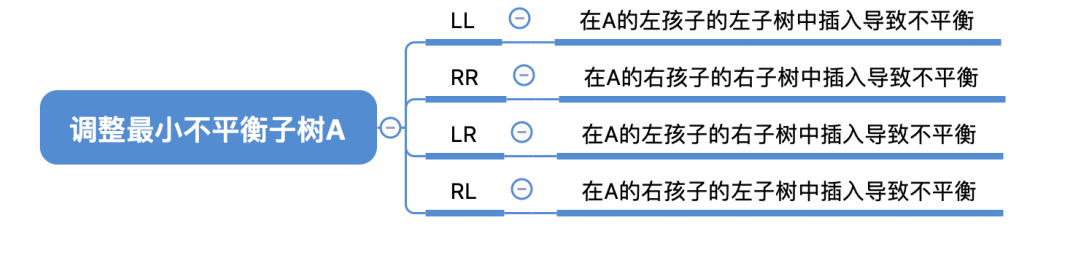 调整最小不平衡子树A
LL
在A的左孩子的左子树中插入导致不平衡
RR
在A的右孩子的右子树中插入导致不平衡
LR
在A的左孩子的右子树中插入导致不平衡
RL
在A的右孩子的左子树中插入导致不平衡